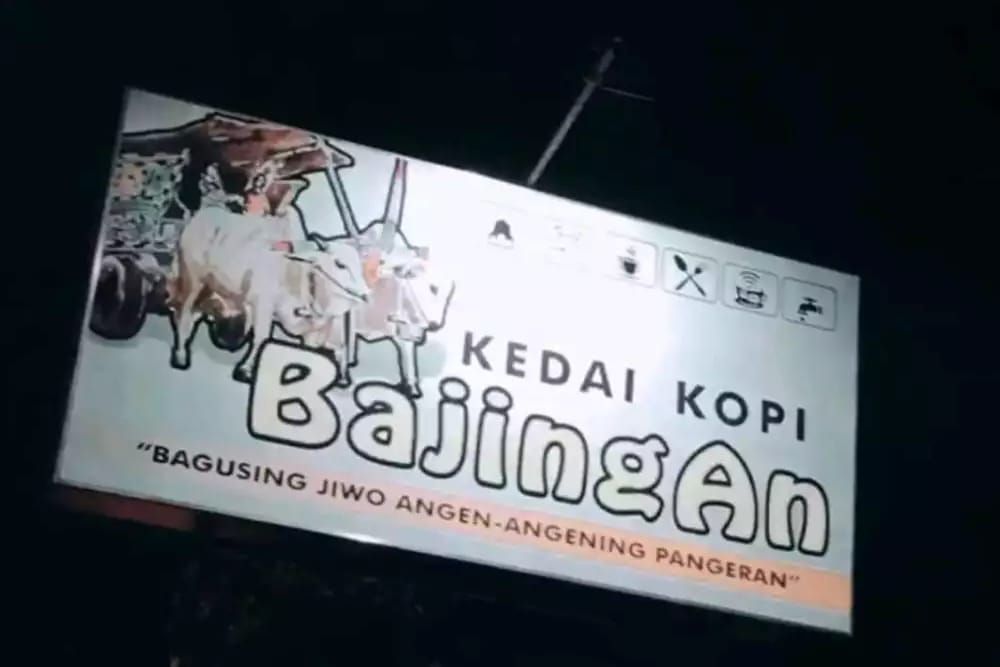 KEDAI KOPI
BajingAn
“BAGUSING JIWO ANGEN-ANGENING PANGERAN”